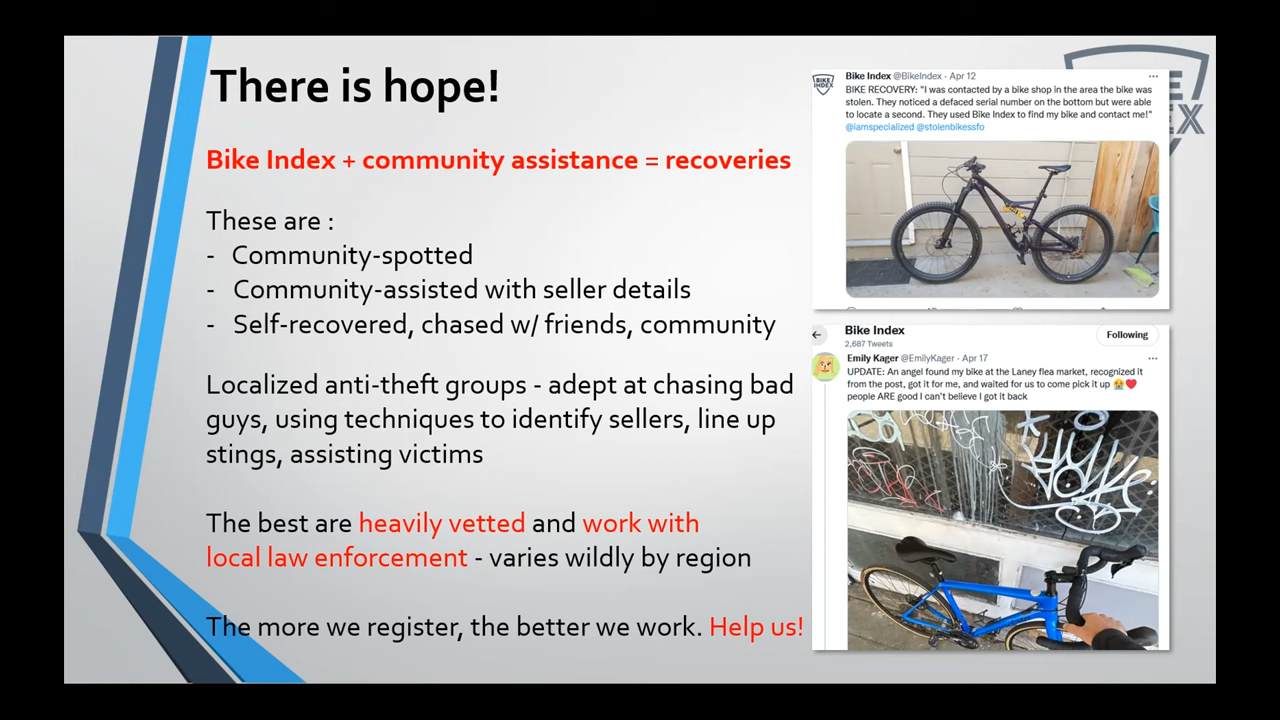 There is hope!
Bike Index + community assistance = recoveries
These are :
- Community-spotted
- Community-assisted with seller details
- Self-recovered, chased w/ friends, community
Localized anti-theft groups - adept at chasing bad
guys, using techniques to identify sellers, line up
stings, assisting victims
The best are heavily vetted and work with
local law enforcement - varies wildly by region
The more we register, the better we work. Help us!
BIKE
INDEX
Bike Index @BikeIndex · Apr 12
BIKE RECOVERY: "I was contacted by a bike shop in the area the bike was
stolen. They noticed a defaced serial number on the bottom but were able
to locate a second. They used Bike Index to find my bike and contact me!"
@iamspecialized @stolenbikessfo
Bike Index
2,687 Tweets
Following
Emily Kager @EmilyKager · Apr 17
UPDATE: An angel found my bike at the Laney flea market, recognized it
from the post, got it for me, and waited for us to come pick it up 😭❤️
people ARE good I can't believe I got it back